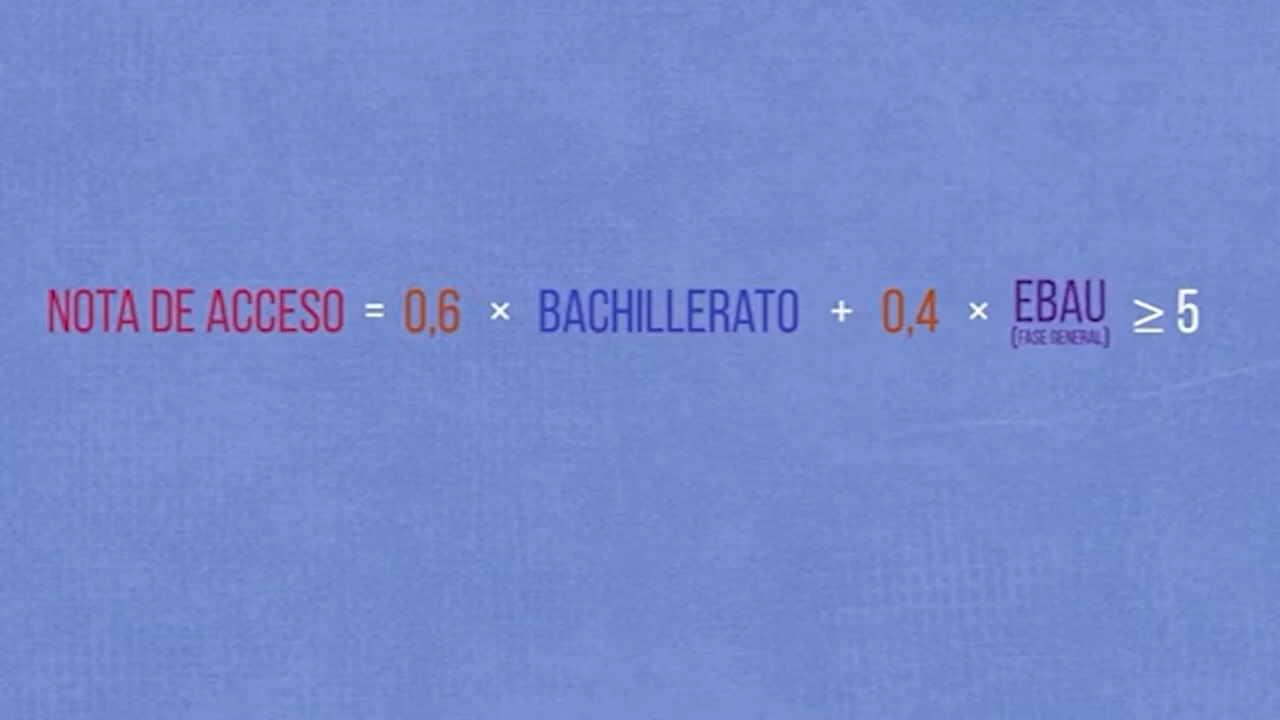 NOTA DE ACCESO = 0,6 × BACHILLERATO + 0,4 × EBAU ≥ 5
(FASE GENERAL)